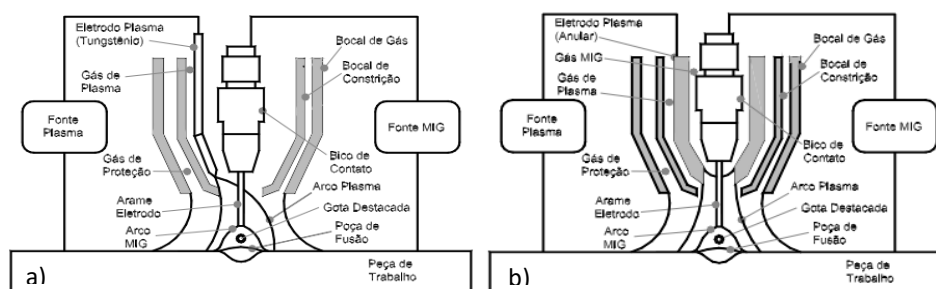 Eletrodo Plasma
(Tungstênio)
Gás de
Plasma
Fonte
Plasma
Gás de
Proteção
Arame
Eletrodo
Arco
MIG
Bocal de Gás
Bocal de
Constrição
Fonte MIG
Bico de
Contato
Arco Plasma
Gota Destacada
Poça de
Fusão
Peça de
Trabalho
a)
Eletrodo Plasma
(Anular)
Gás MIG
Gás de
Plasma
Fonte
Plasma
Gás de
Proteção
Arame
Eletrodo
Arco
MIG
Bocal de Gás
Bocal de
Constrição
Fonte MIG
Bico de
Contato
Arco Plasma
Gota Destacada
Poça de
Fusão
Peça de
Trabalho
b)